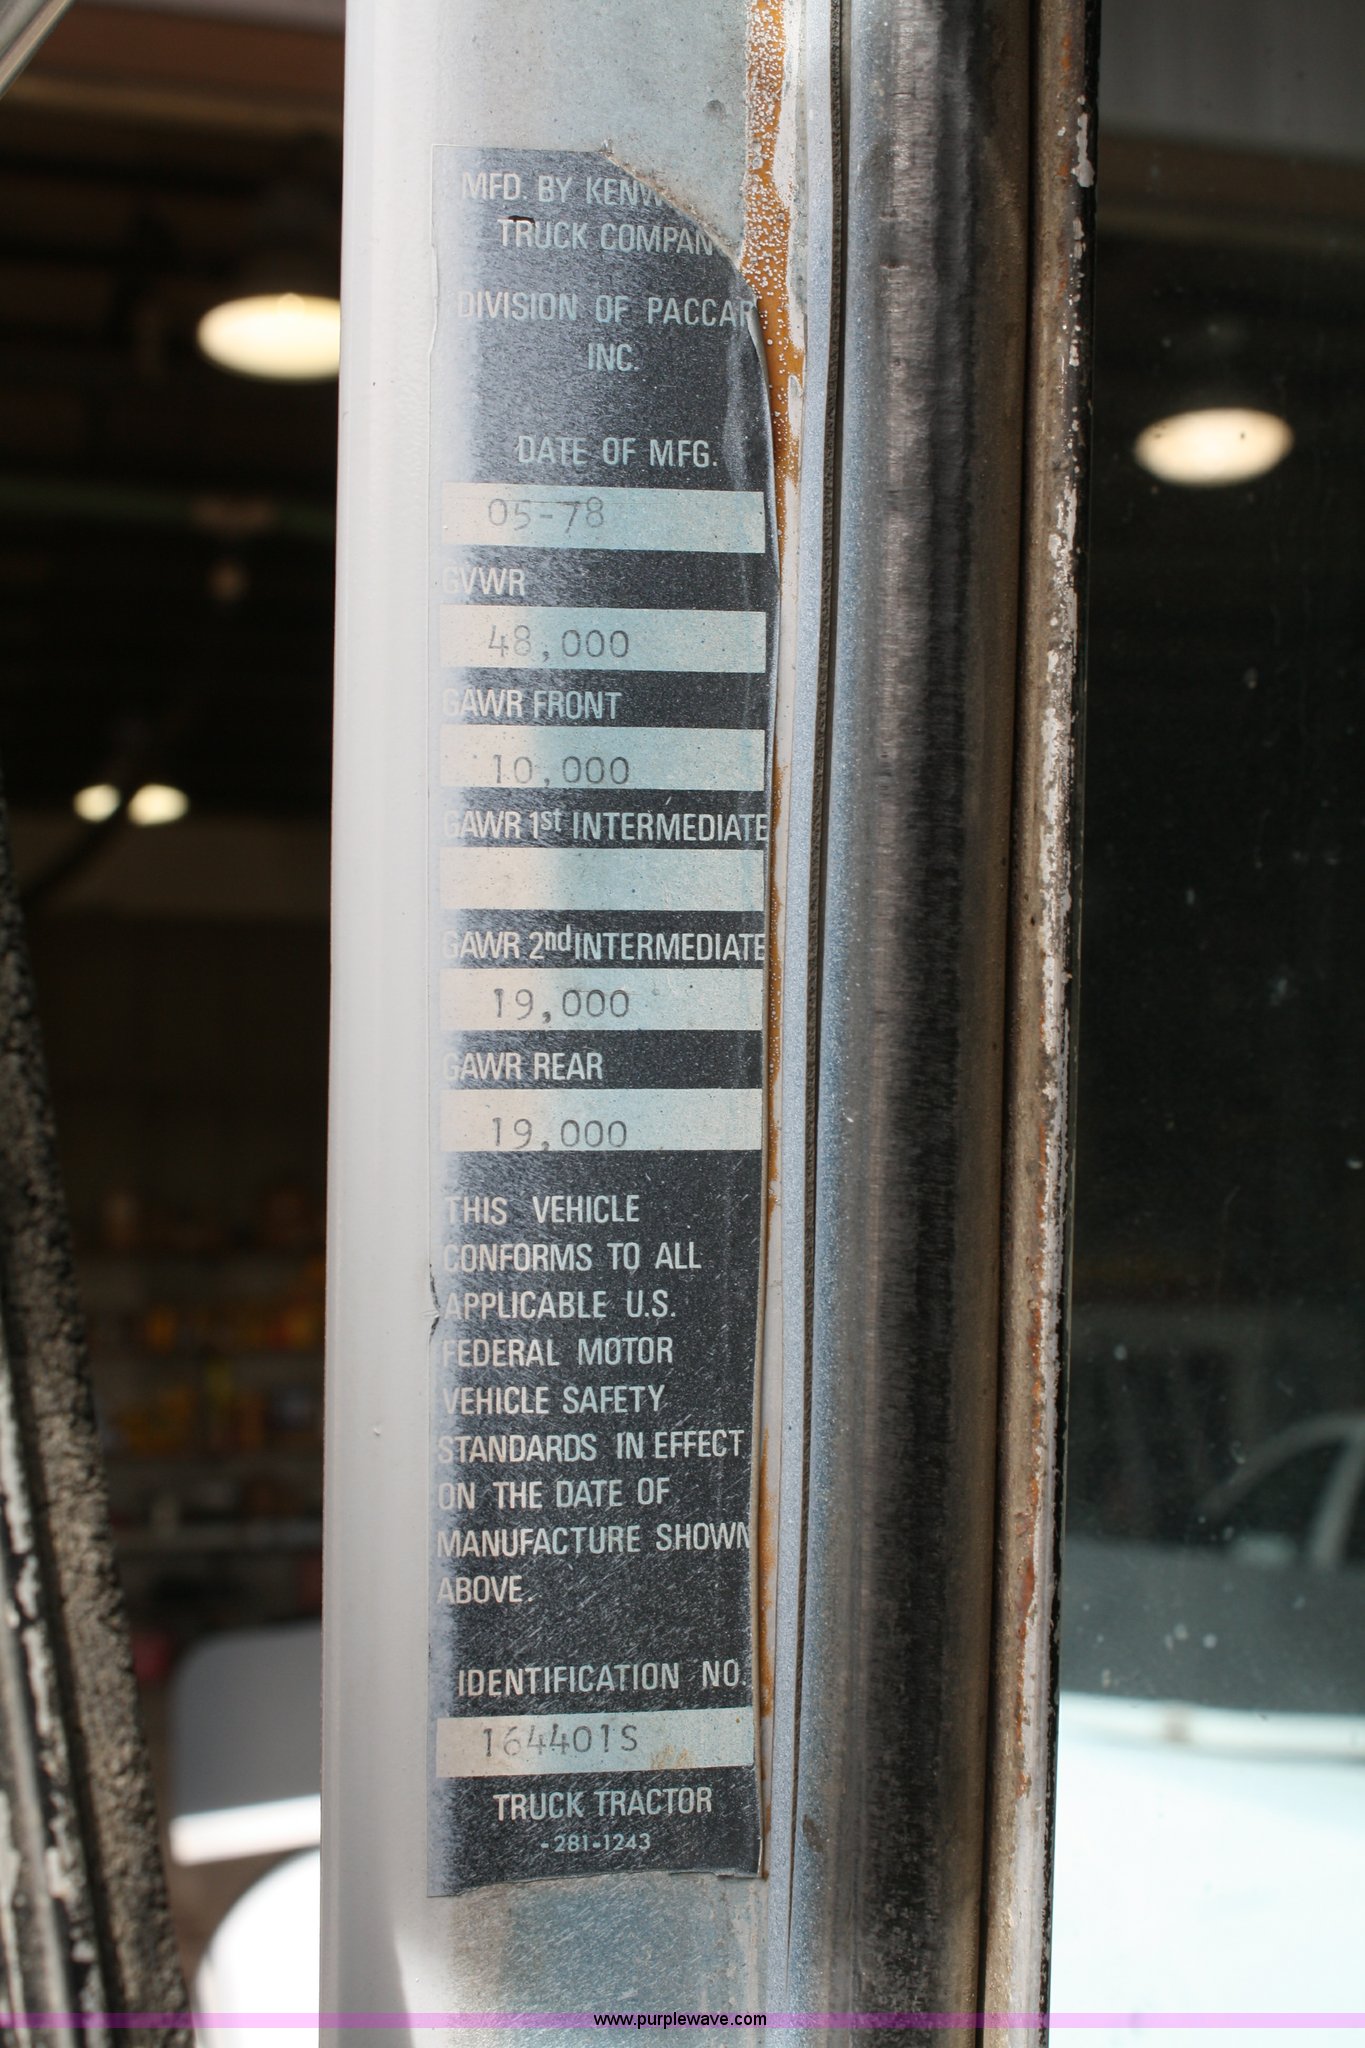 MFD. BY KENW
TRUCK COMPAN
DIVISION OF PACCAR
INC.
DATE OF MFG.
05-78
GVWR
48,000
GAWR FRONT
10,000
GAWR 1st INTERMEDIATE
GAWR 2nd INTERMEDIATE
19,000
GAWR REAR
19,000
THIS VEHICLE
CONFORMS TO ALL
APPLICABLE U.S.
FEDERAL MOTOR
VEHICLE SAFETY
STANDARDS IN EFFECT
ON THE DATE OF
MANUFACTURE SHOWN
ABOVE.
IDENTIFICATION NO.
164401S
TRUCK TRACTOR
-281-1243
www.purplewave.com